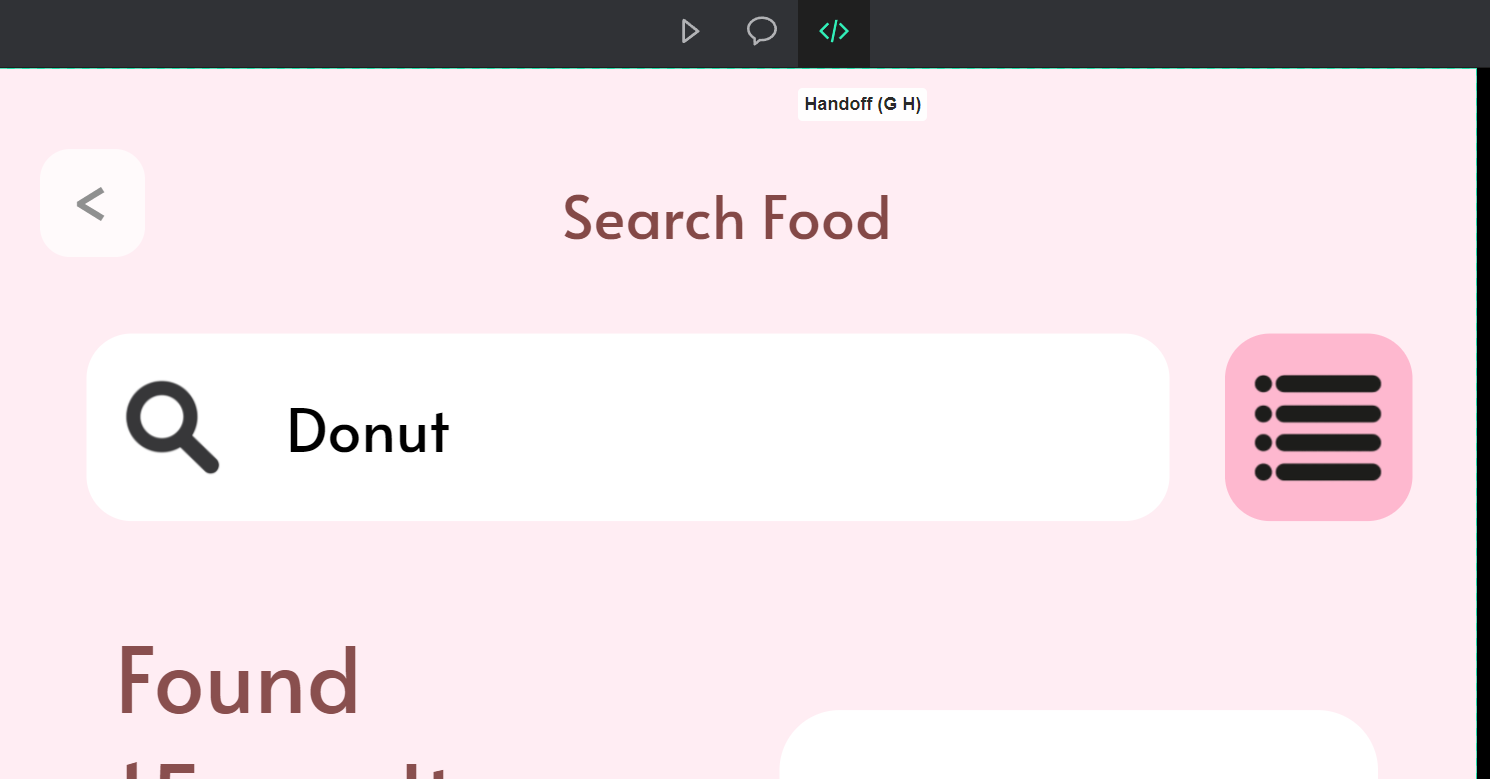 Handoff (G H)
<
Search Food
Donut
Found